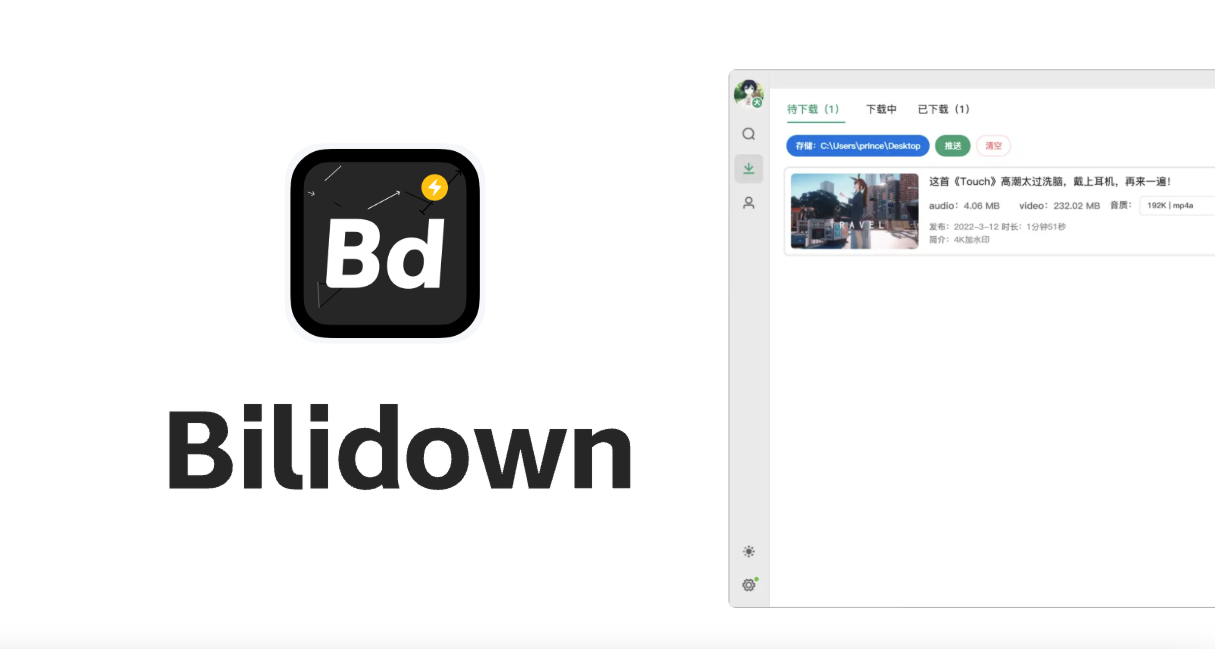 Bd
Bilidown
大
待下载（1） 下载中 已下载（1）
存储：C:\Users\prince\Desktop 推送 清空
这首《Touch》高潮太过洗脑，戴上耳机，再来一遍！
audio：4.06 MB video：232.02 MB 音质： 192K | mp4a
TRAVEL
发布：2022-3-12 时长：1分钟51秒
简介：4K加水印